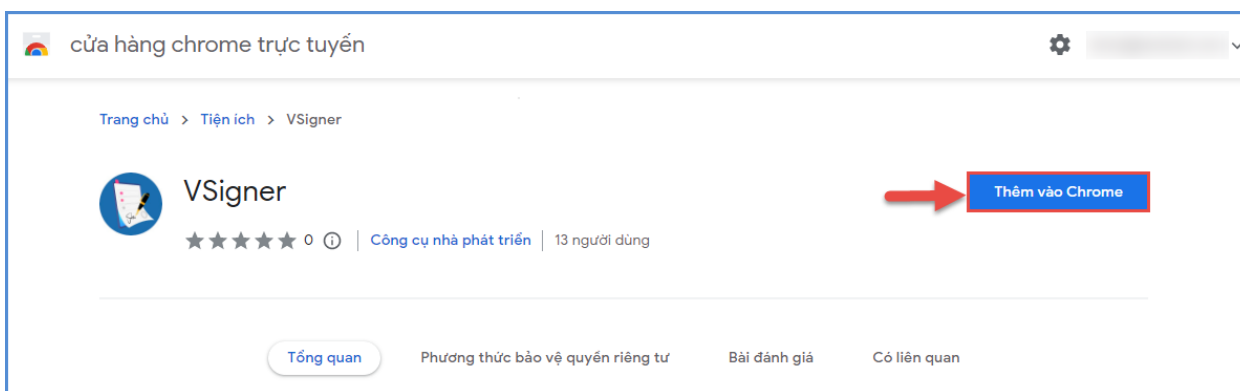 cửa hàng chrome trực tuyến
Trang chủ > Tiện ích > VSigner
VSigner
Thêm vào Chrome
0 | Công cụ nhà phát triển | 13 người dùng
Tổng quan Phương thức bảo vệ quyền riêng tư Bài đánh giá Có liên quan